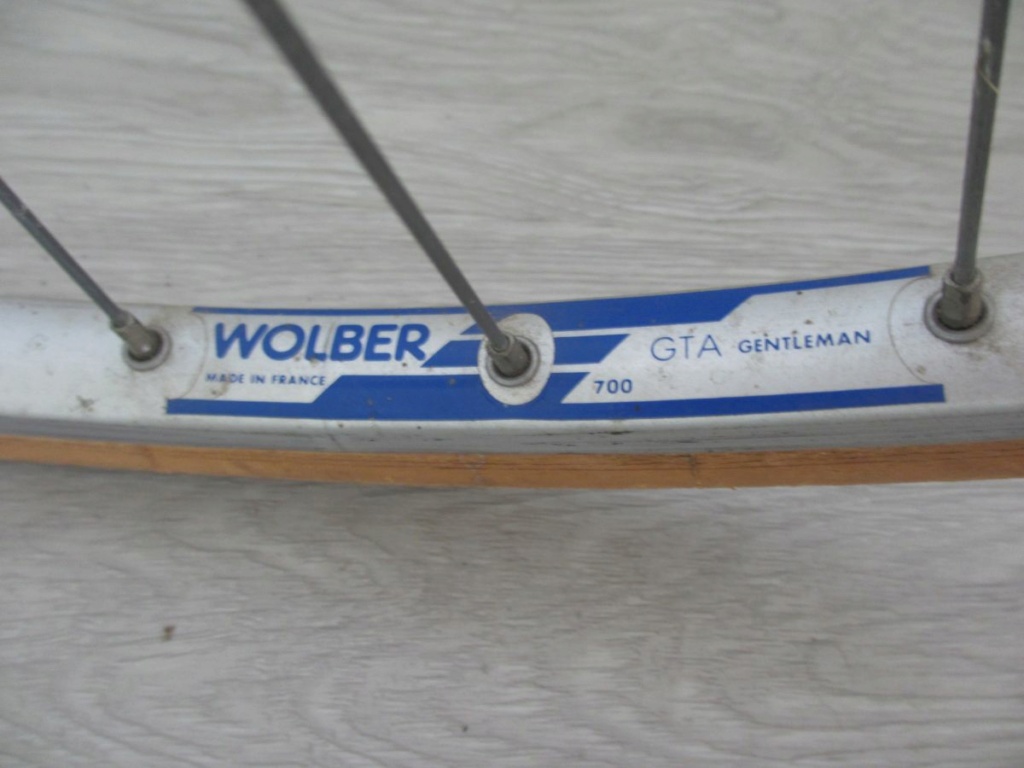 WOLBER
MADE IN FRANCE
700
GTA GENTLEMAN